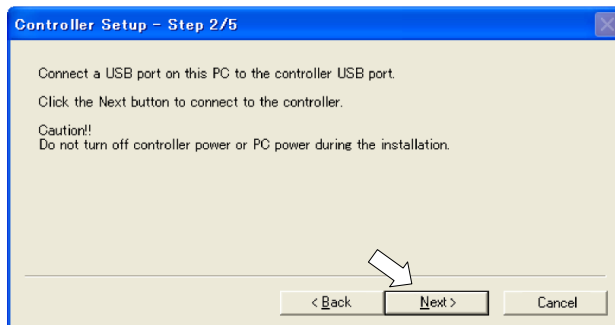 Controller Setup - Step 2/5
Connect a USB port on this PC to the controller USB port.
Click the Next button to connect to the controller.
Caution!!
Do not turn off controller power or PC power during the installation.
< Back
Next >
Cancel